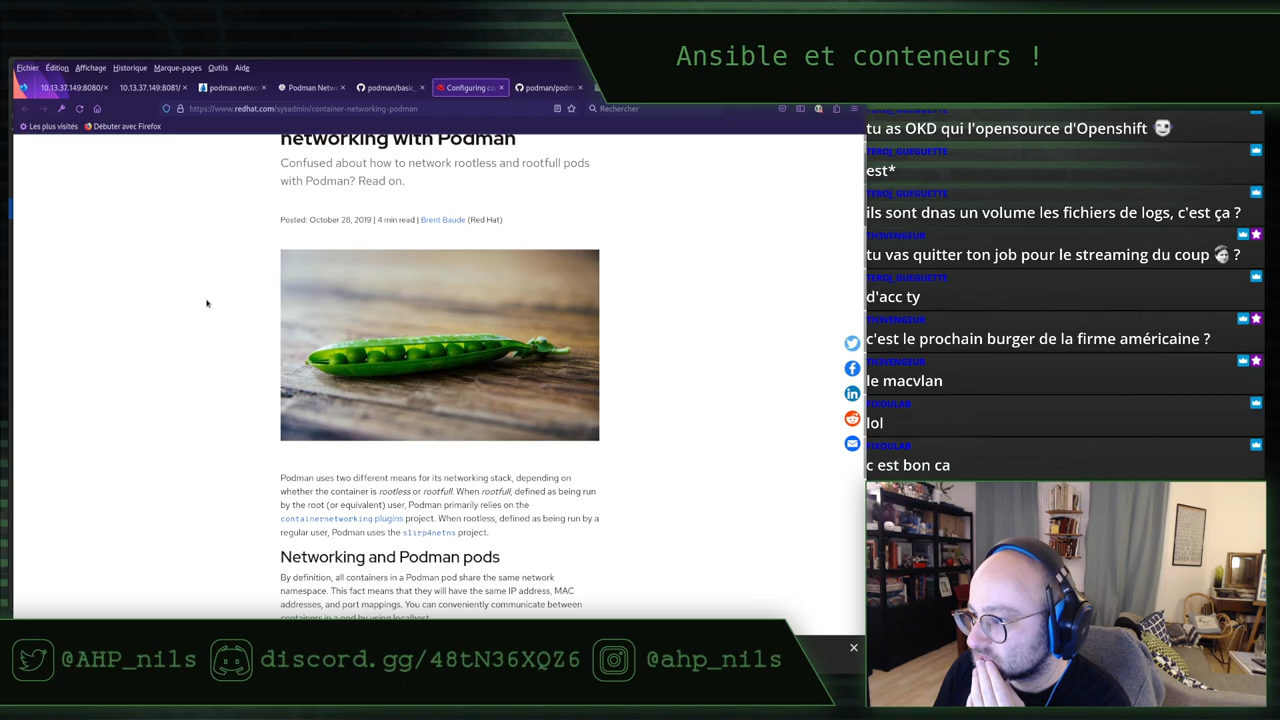 Ansible et conteneurs !
Fichier Édition Affichage Historique Marque-pages Outils Aide
10.13.37.149:8080/ 10.13.37.149:8081/ podman netwo Podman Netwo podman/basic_ Configuring co podman/podm
https://www.redhat.com/sysadmin/container-networking-podman
Rechercher
Les plus visités Débuter avec Firefox
networking with Podman
Confused about how to network rootless and rootfull pods
with Podman? Read on.
Posted: October 28, 2019 | 4 min read | Brent Baude (Red Hat)
Podman uses two different means for its networking stack, depending on
whether the container is rootless or rootfull. When rootfull, defined as being run
by the root (or equivalent) user, Podman primarily relies on the
containernetworking plugins project. When rootless, defined as being run by a
regular user, Podman uses the slirp4netns project.
Networking and Podman pods
By definition, all containers in a Podman pod share the same network
namespace. This fact means that they will have the same IP address, MAC
addresses, and port mappings. You can conveniently communicate between
containers in a pod by using localhost.
TEROJ_GUEGUETTE
tu as OKD qui l'opensource d'Openshift
TEROJ_GUEGUETTE
est*
TEROJ_GUEGUETTE
ils sont dnas un volume les fichiers de logs, c'est ça ?
TH3VENGEUR
tu vas quitter ton job pour le streaming du coup ?
TEROJ_GUEGUETTE
d'acc ty
TH3VENGEUR
c'est le prochain burger de la firme américaine ?
TH3VENGEUR
le macvlan
FIXOULAB
lol
FIXOULAB
c est bon ca
@AHP_nils discord.gg/48tN36XQZ6 @ahp_nils